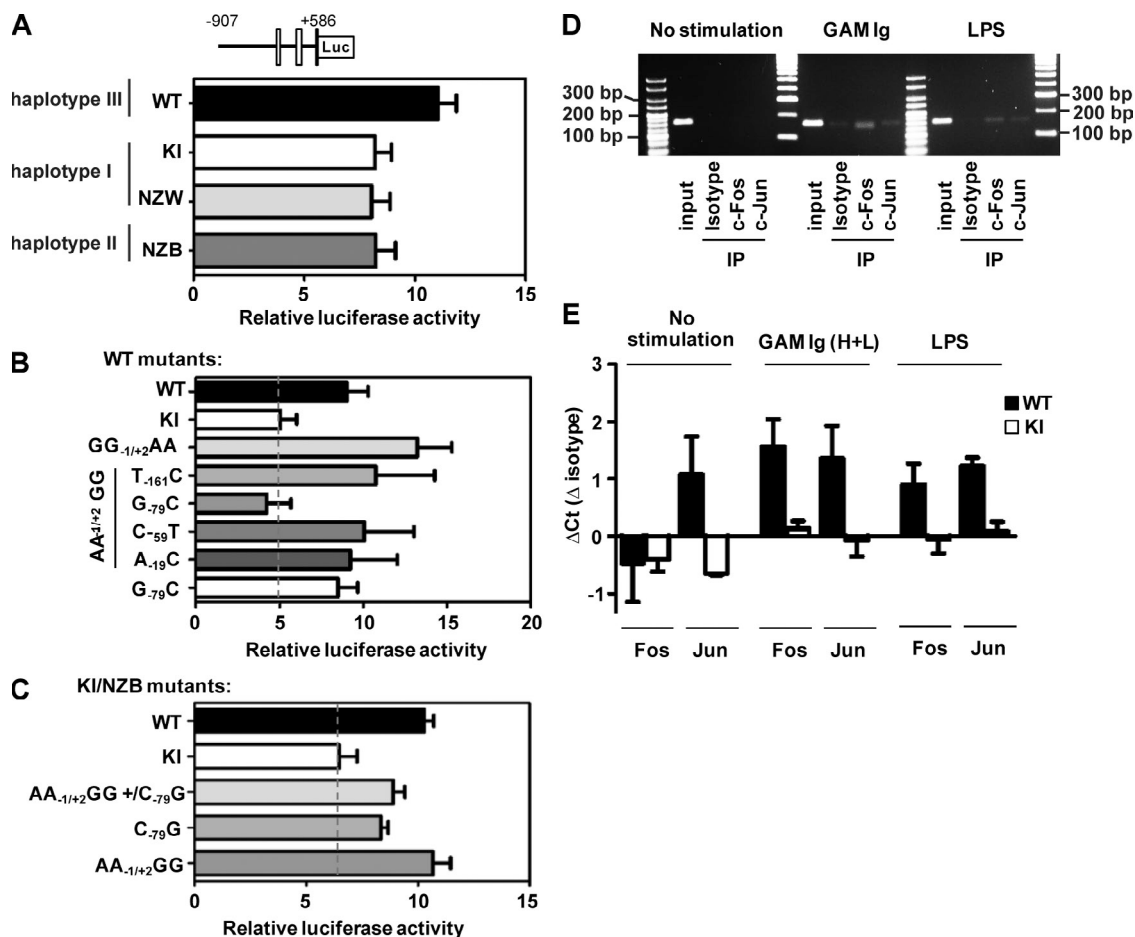 A
-907 +586
Luc
haplotype III WT
haplotype I KI
NZW
haplotype II NZB
0 5 10 15
Relative luciferase activity
B WT mutants:
WT
KI
GG-1/+2AA
AA-1/+2 GG
T-161C
G-79C
C-59T
A-19C
G-79C
0 5 10 15 20
Relative luciferase activity
C KI/NZB mutants:
WT
KI
AA-1/+2GG +/C-79G
C-79G
AA-1/+2GG
0 5 10 15
Relative luciferase activity
D
No stimulation GAM Ig LPS
300 bp 300 bp
200 bp 200 bp
100 bp 100 bp
input Isotype c-Fos c-Jun input Isotype c-Fos c-Jun input Isotype c-Fos c-Jun
IP IP IP
E
No stimulation GAM Ig (H+L) LPS
ΔCt (Δ isotype)
3
2
1
0
-1
WT
KI
Fos Jun Fos Jun Fos Jun